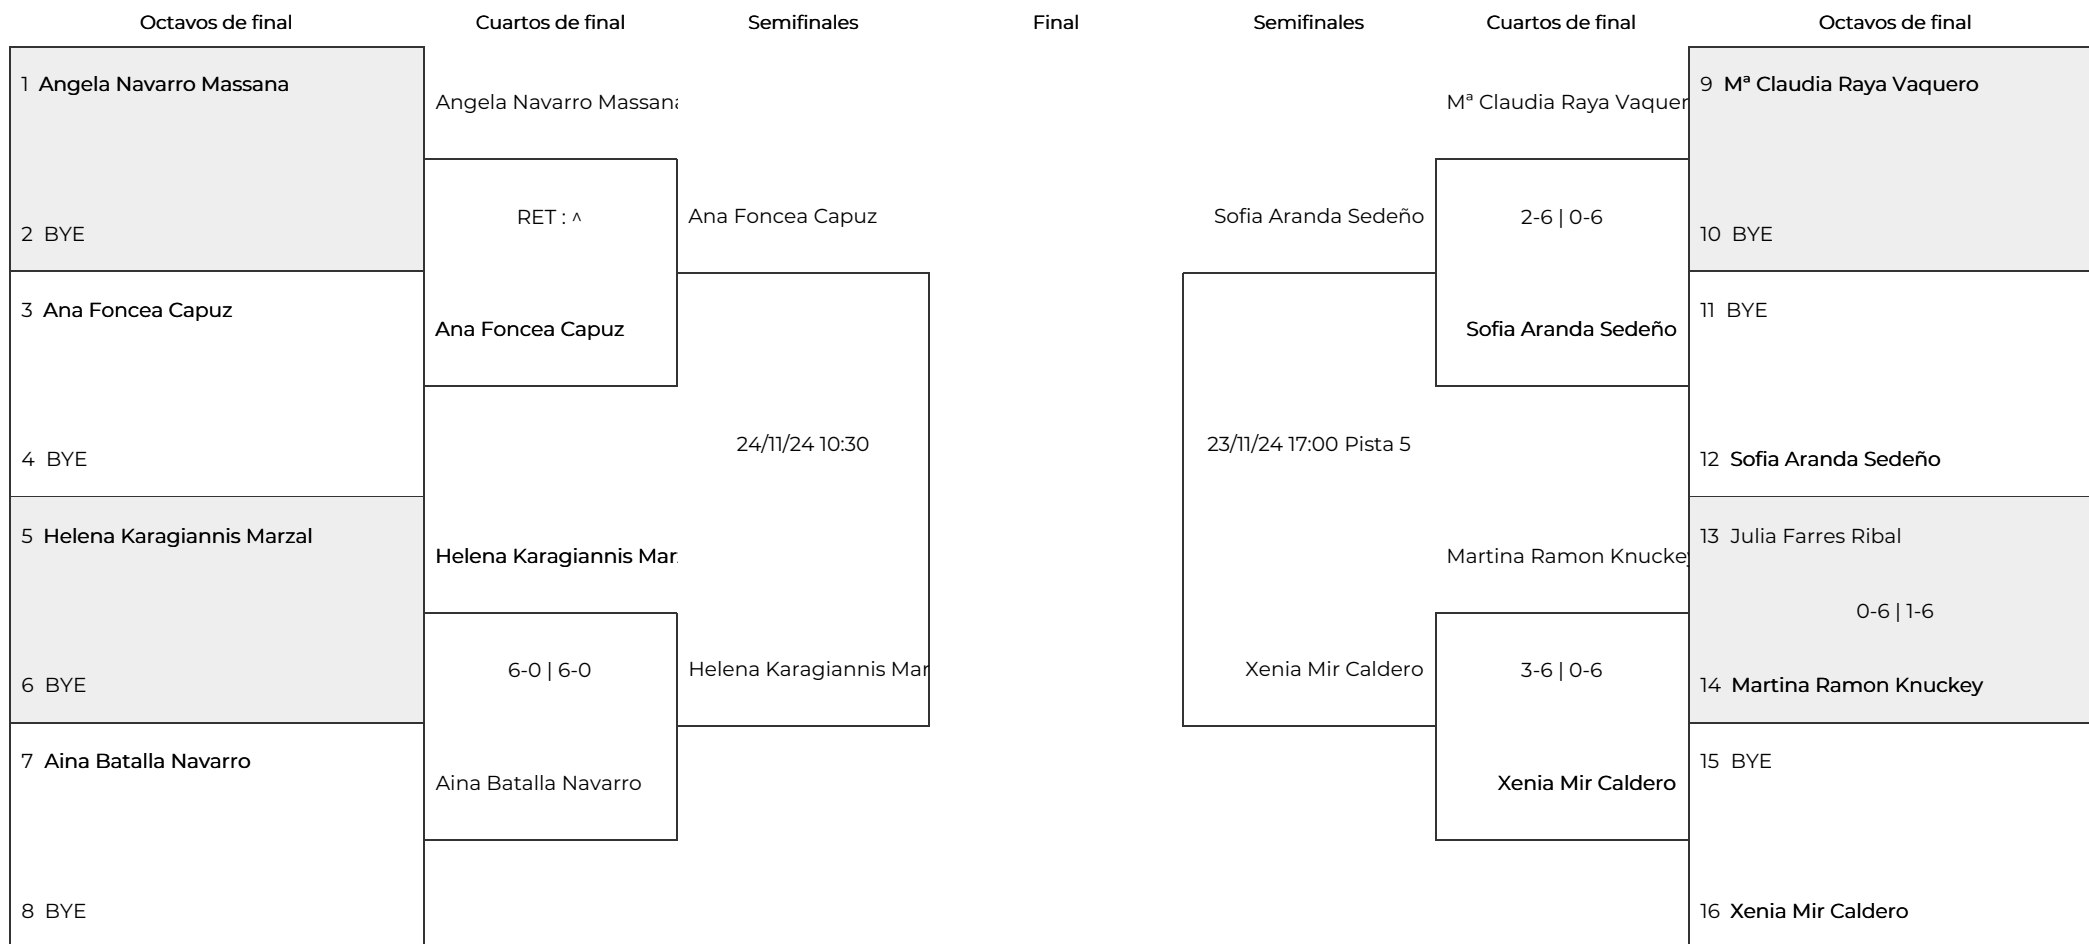 Octavos de final
Cuartos de final
Semifinales
Final
Semifinales
Cuartos de final
Octavos de final
1 Angela Navarro Massana
2 BYE
3 Ana Foncea Capuz
4 BYE
5 Helena Karagiannis Marzal
6 BYE
7 Aina Batalla Navarro
8 BYE
Angela Navarro Massana
RET : ^
Ana Foncea Capuz
Helena Karagiannis Mar
6-0 | 6-0
Aina Batalla Navarro
Ana Foncea Capuz
24/11/24 10:30
Helena Karagiannis Mar
Sofia Aranda Sedeño
23/11/24 17:00 Pista 5
Xenia Mir Caldero
Mª Claudia Raya Vaquer
2-6 | 0-6
Sofia Aranda Sedeño
Martina Ramon Knuckey
3-6 | 0-6
Xenia Mir Caldero
9 Mª Claudia Raya Vaquero
10 BYE
11 BYE
12 Sofia Aranda Sedeño
13 Julia Farres Ribal
0-6 | 1-6
14 Martina Ramon Knuckey
15 BYE
16 Xenia Mir Caldero